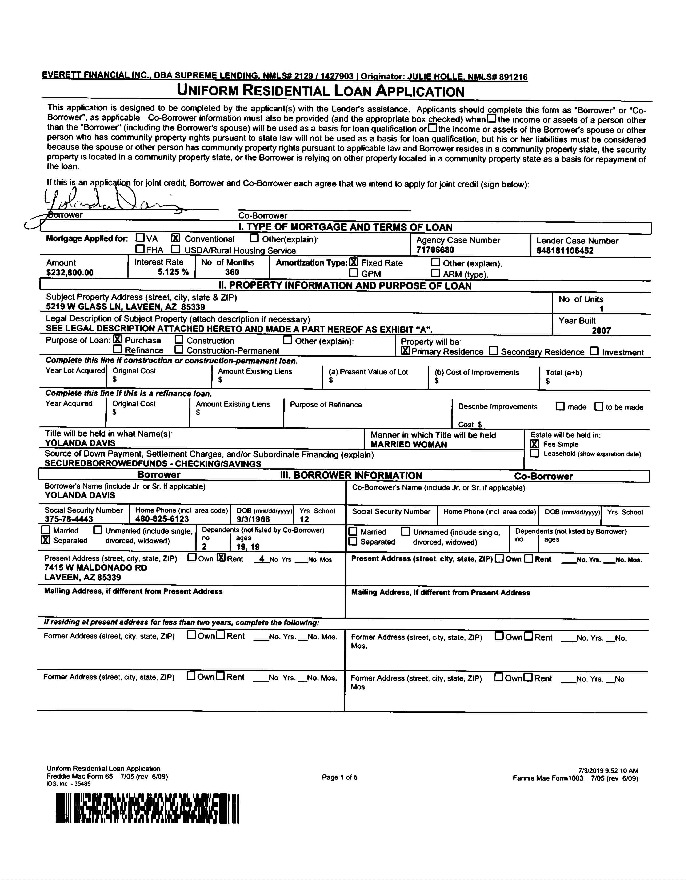 EVERETT FINANCIAL INC., DBA SUPREME LENDING, NMLS# 2129 / 1427903 | Originator: JULIE HOLLE, NMLS# 891216
UNIFORM RESIDENTIAL LOAN APPLICATION
This application is designed to be completed by the applicant(s) with the Lender's assistance. Applicants should complete this form as "Borrower" or "Co-
Borrower", as applicable Co-Borrower information must also be provided (and the appropriate box checked) when ☐ the income or assets of a person other
than the "Borrower" (including the Borrower's spouse) will be used as a basis for loan qualification or ☐ the income or assets of the Borrower's spouse or other
person who has community property rights pursuant to state law will not be used as a basis for loan qualification, but his or her liabilities must be considered
because the spouse or other person has community property rights pursuant to applicable law and Borrower resides in a community property state, the security
property is located in a community property state, or the Borrower is relying on other property located in a community property state as a basis for repayment of
the loan.
If this is an application for joint credit, Borrower and Co-Borrower each agree that we intend to apply for joint credit (sign below):
Yolanda Davis
Borrower Co-Borrower
I. TYPE OF MORTGAGE AND TERMS OF LOAN
Mortgage Applied for: ☐ VA ☒ Conventional ☐ Other(explain): Agency Case Number Lender Case Number
☐ FHA ☐ USDA/Rural Housing Service
Amount Interest Rate No of Months Amortization Type: ☒ Fixed Rate ☐ Other (explain),
5.125 % 360 ☐ GPM ☐ ARM (type),
II. PROPERTY INFORMATION AND PURPOSE OF LOAN
Subject Property Address (street, city, state & ZIP) No of Units
5219 W GLASS LN, LAVEEN, AZ 85339 1
Legal Description of Subject Property (attach description if necessary) Year Built
SEE LEGAL DESCRIPTION ATTACHED HERETO AND MADE A PART HEREOF AS EXHIBIT "A". 2007
Purpose of Loan: ☒ Purchase ☐ Construction ☐ Other (explain): Property will be:
☐ Refinance ☐ Construction-Permanent ☒ Primary Residence ☐ Secondary Residence ☐ Investment
Complete this line if construction or construction-permanent loan.
Year Lot Acquired Original Cost Amount Existing Liens (a) Present Value of Lot (b) Cost of Improvements Total (a+b)
$ $ $ $ $
Complete this line if this is a refinance loan.
Year Acquired Original Cost Amount Existing Liens Purpose of Refinance Describe Improvements ☐ made ☐ to be made
$ $ Cost $
Title will be held in what Name(s) Manner in which Title will be held Estate will be held in:
YOLANDA DAVIS MARRIED WOMAN ☒ Fee Simple
Source of Down Payment, Settlement Charges, and/or Subordinate Financing (explain) ☐ Leasehold (show expiration date)
SECUREDBORROWEDFUNDS - CHECKING/SAVINGS
Borrower III. BORROWER INFORMATION Co-Borrower
Borrower's Name (include Jr. or Sr. if applicable) Co-Borrower's Name (include Jr. or Sr. if applicable)
YOLANDA DAVIS
Social Security Number Home Phone (incl area code) DOB (mm/dd/yyyy) Yrs School Social Security Number Home Phone (incl area code) DOB (mm/dd/yyyy) Yrs. School
12
☐ Married ☐ Unmarried (include single, Dependents (not listed by Co-Borrower) ☐ Married ☐ Unmarried (include single, Dependents (not listed by Borrower)
☒ Separated divorced, widowed) no ages ☐ Separated divorced, widowed) no ages
2 19, 19
Present Address (street, city, state, ZIP) ☐ Own ☒ Rent 4 No Yrs __No Mos Present Address (street, city, state, ZIP) ☐ Own ☐ Rent __No. Yrs. __No. Mos.
7415 W MALDONADO RD
LAVEEN, AZ 85339
Mailing Address, if different from Present Address Mailing Address, if different from Present Address
If residing at present address for less than two years, complete the following:
Former Address (street, city, state, ZIP) ☐ Own ☐ Rent __No. Yrs. __No. Mos. Former Address (street, city, state, ZIP) ☐ Own ☐ Rent __No. Yrs. __No.
Mos.
Former Address (street, city, state, ZIP) ☐ Own ☐ Rent __No. Yrs. __No. Mos. Former Address (street, city, state, ZIP) ☐ Own ☐ Rent __No. Yrs. __No
Mos
Uniform Residential Loan Application 7/3/2019 9:52:10 AM
Freddie Mac Form 65 7/05 (rev 6/09) Page 1 of 6 Fannie Mae Form 1003 7/05 (rev 6/09)